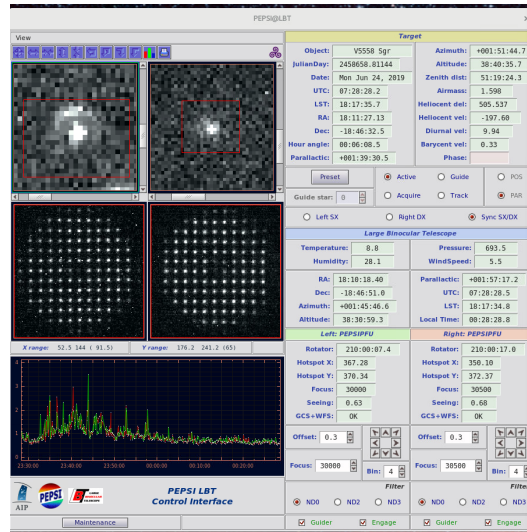 PEPSI@LBT
View
Target
Object: V5558 Sgr Azimuth: +001:51:44.7
JulianDay: 2458658.81144 Altitude: 38:40:35.7
Date: Mon Jun 24, 2019 Zenith dist: 51:19:24.3
UTC: 07:28:28.2 Airmass: 1.598
LST: 18:17:35.7 Heliocent del: 505.537
RA: 18:11:27.13 Heliocent vel: -197.60
Dec: -18:46:32.5 Diurnal vel: 9.94
Hour angle: 00:06:08.5 Barycent vel: 0.33
Parallactic: +001:39:30.5 Phase:
Preset Active Guide POS
Guide star: 0 Acquire Track PAR
Left SX Right DX Sync SX/DX
Large Binocular Telescope
Temperature: 8.8 Pressure: 693.5
Humidity: 28.1 WindSpeed: 5.5
RA: 18:10:18.40 Parallactic: +001:57:17.2
Dec: -18:46:51.0 UTC: 07:28:28.5
Azimuth: +001:45:46.6 LST: 18:17:34.8
Altitude: 38:30:59.3 Local Time: 00:28:28.8
Left: PEPSIPFU Right: PEPSIPFU
Rotator: 210:00:07.4 Rotator: 210:00:17.0
Hotspot X: 367.28 Hotspot X: 350.10
Hotspot Y: 370.34 Hotspot Y: 372.37
Focus: 30000 Focus: 30500
Seeing: 0.63 Seeing: 0.68
GCS+WFS: OK GCS+WFS: OK
Offset: 0.3 Offset: 0.3
Focus: 30000 Bin: 4 Focus: 30500 Bin: 4
Filter Filter
ND0 ND2 ND3 ND0 ND2 ND3
Guider Engage Guider Engage
X range: 52.5 144 ( 91.5) Y range: 176.2 241.2 (65)
4
3
2
1
0
23:30:00 23:40:00 23:50:00 00:00:00 00:10:00 00:20:00
AIP PEPSI LBT
PEPSI LBT
Control Interface
Maintenance